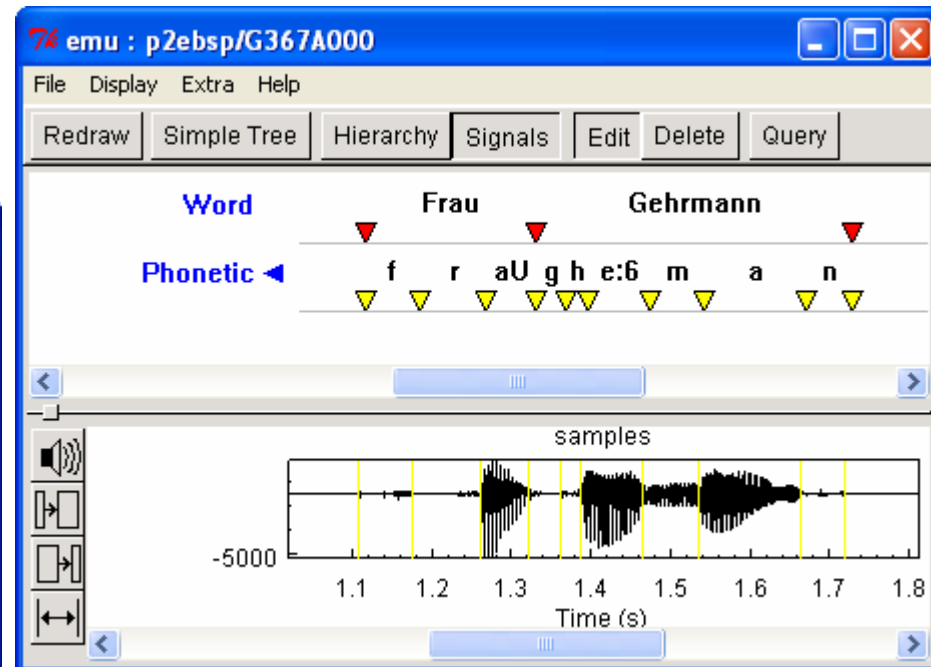 7k emu : p2ebsp/G367A000
File Display Extra Help
Redraw Simple Tree Hierarchy Signals Edit Delete Query
Word Frau Gehrmann
Phonetic f r aU g h e:6 m a n
samples
-5000
1.1 1.2 1.3 1.4 1.5 1.6 1.7 1.8
Time (s)